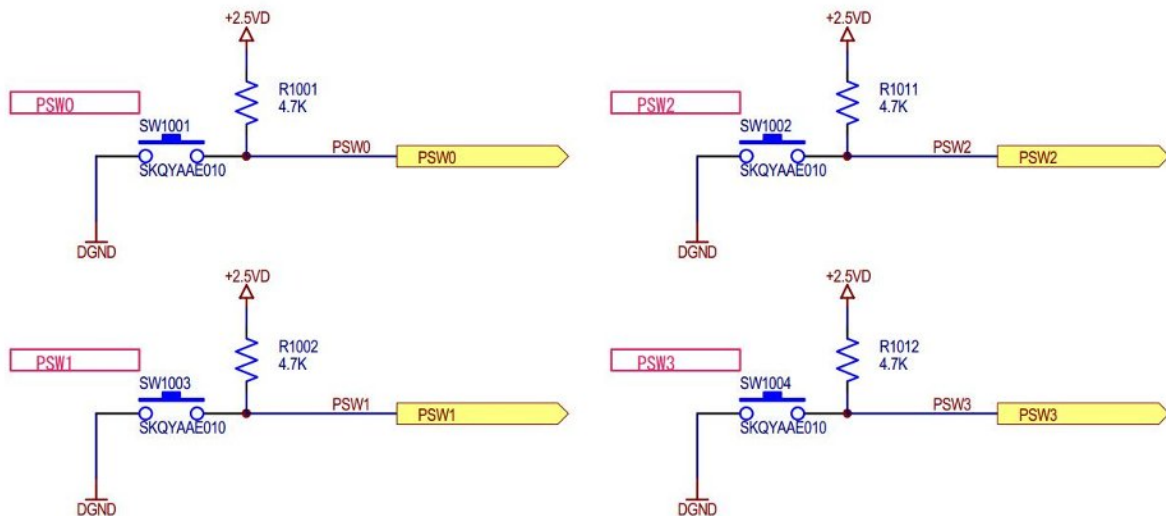 +2.5VD
R1001
4.7K
PSW0
SW1001
SKQYAAE010
PSW0
PSW0
DGND
+2.5VD
R1011
4.7K
PSW2
SW1002
SKQYAAE010
PSW2
PSW2
DGND
+2.5VD
R1002
4.7K
PSW1
SW1003
SKQYAAE010
PSW1
PSW1
DGND
+2.5VD
R1012
4.7K
PSW3
SW1004
SKQYAAE010
PSW3
PSW3
DGND